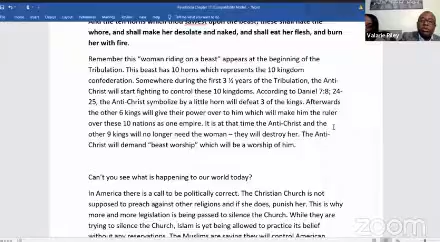 Revelation Chapter 17 [Compatibility Mode] - Word
Valarie Riley
And the ten horns which thou sawest upon the beast, these shall hate the
whore, and shall make her desolate and naked, and shall eat her flesh, and burn
her with fire.
Remember this "woman riding on a beast" appears at the beginning of the
Tribulation. This beast has 10 horns which represents the 10 kingdom
confederation. Somewhere during the first 3 ½ years of the Tribulation, the Anti-
Christ will start fighting to control these 10 kingdoms. According to Daniel 7:8; 24-
25, the Anti-Christ symbolize by a little horn will defeat 3 of the kings. Afterwards
the other 6 kings will give their power over to him which will make him the ruler
over these 10 nations as one empire. It is at that time the Anti-Christ and the
other 9 kings will no longer need the woman – they will destroy her. The Anti-
Christ will demand "beast worship" which will be a worship of him.
Can't you see what is happening to our world today?
In America there is a call to be politically correct. The Christian Church is not
supposed to preach against other religions and if she does, punish her. This is why
more and more legislation is being passed to silence the Church. While they are
trying to silence the Church, Islam is yet being allowed to practice its belief
without any reservations. The Muslims are saying they will control American
zoom